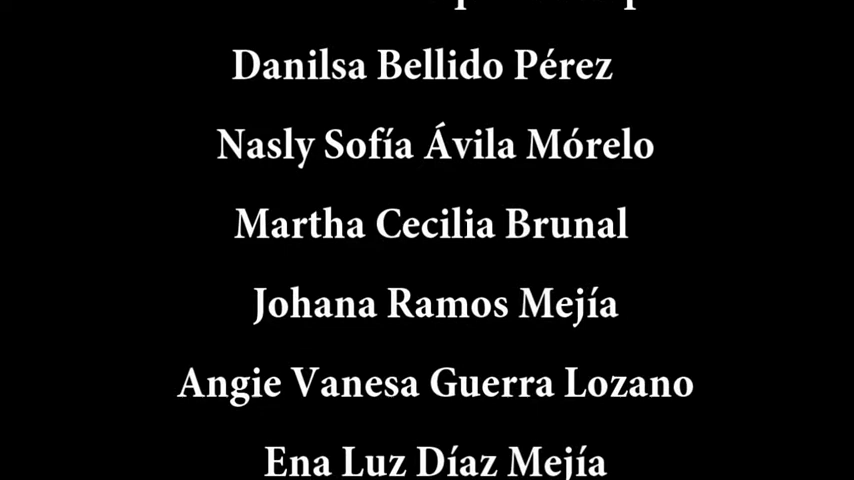 Danilsa Bellido Pérez
Nasly Sofía Ávila Mórelo
Martha Cecilia Brunal
Johana Ramos Mejía
Angie Vanesa Guerra Lozano
Ena Luz Díaz Mejía